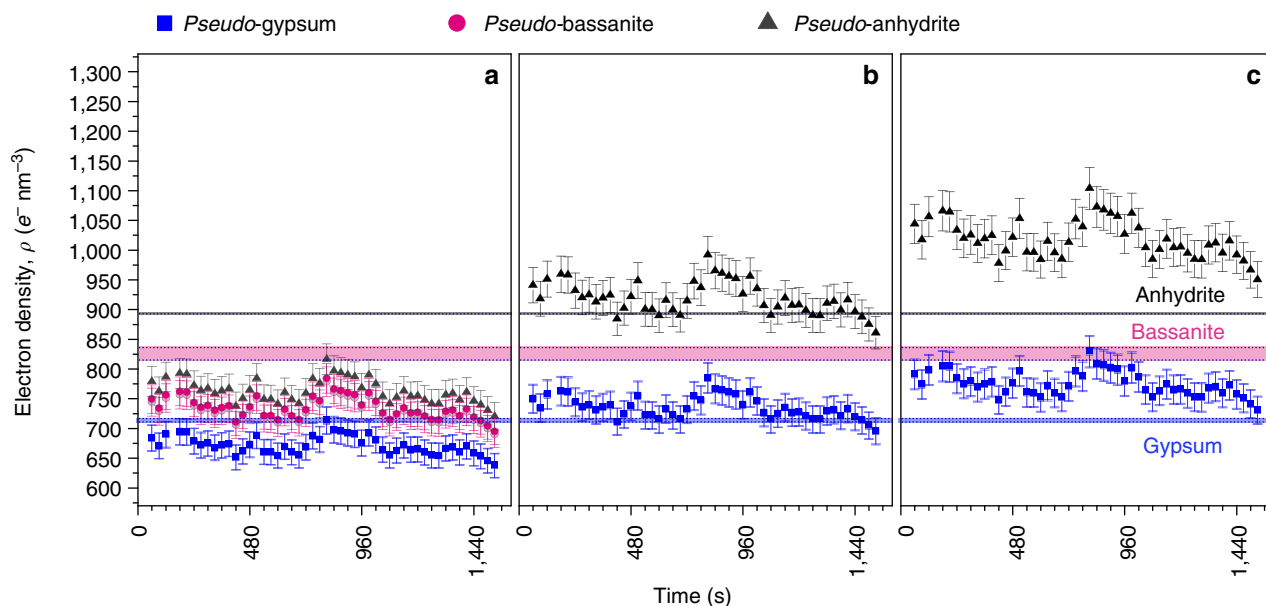 Pseudo-gypsum Pseudo-bassanite Pseudo-anhydrite
a b c
Electron density, ρ (e⁻ nm⁻³)
1,300
1,250
1,200
1,150
1,100
1,050
1,000
950
900
850
800
750
700
650
600
Anhydrite
Bassanite
Gypsum
0 480 960 1,440 0 480 960 1,440 0 480 960 1,440
Time (s)